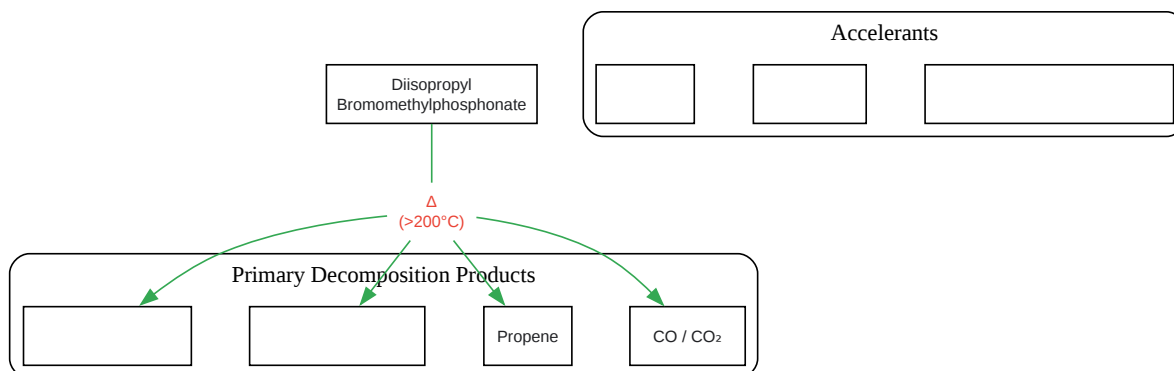 Accelerants
Diisopropyl
Bromomethylphosphonate
Δ
(>200°C)
Primary Decomposition Products
Propene
CO / CO₂